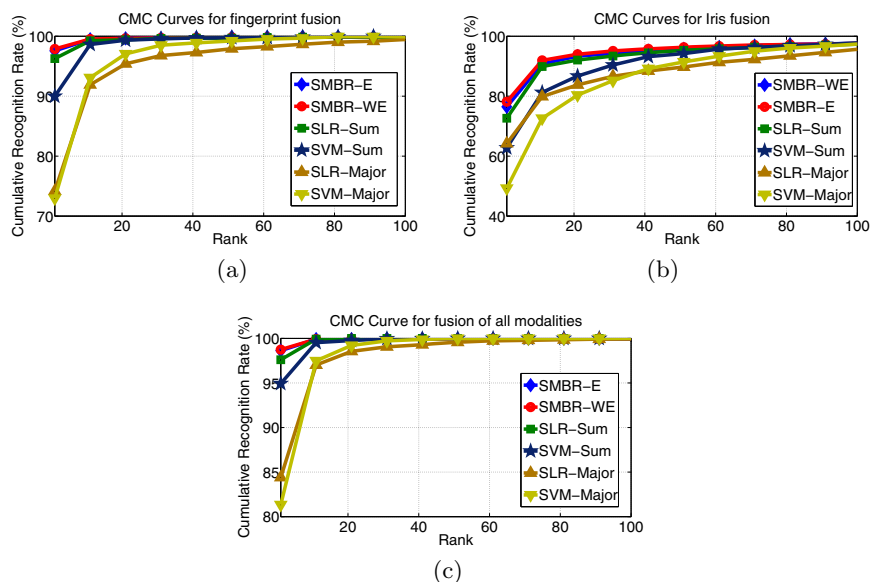 CMC Curves for fingerprint fusion
Cumulative Recognition Rate (%)
100
90
80
70
20
40
60
80
100
Rank
SMBR-E
SMBR-WE
SLR-Sum
SVM-Sum
SLR-Major
SVM-Major
(a)
CMC Curves for Iris fusion
Cumulative Recognition Rate (%)
100
80
60
40
20
40
60
80
100
Rank
SMBR-WE
SMBR-E
SLR-Sum
SVM-Sum
SLR-Major
SVM-Major
(b)
CMC Curve for fusion of all modalities
Cumulative Recognition Rate (%)
100
95
90
85
80
20
40
60
80
100
Rank
SMBR-E
SMBR-WE
SLR-Sum
SVM-Sum
SLR-Major
SVM-Major
(c)